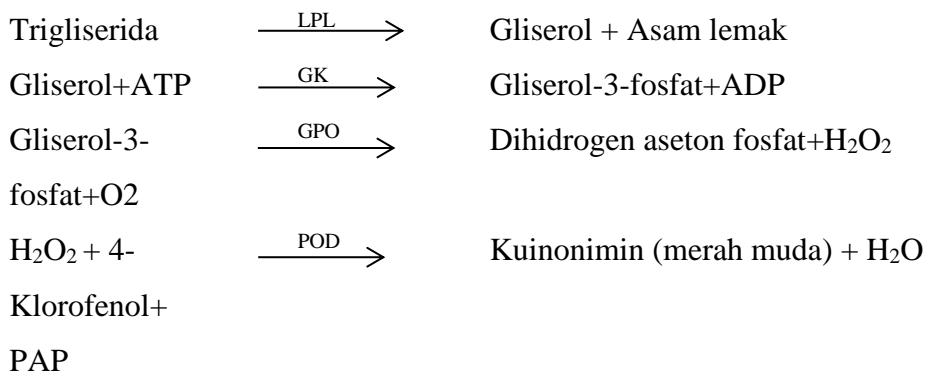 Trigliserida LPL Gliserol + Asam lemak
Gliserol+ATP GK Gliserol-3-fosfat+ADP
Gliserol-3- GPO Dihidrogen aseton fosfat+H₂O₂
fosfat+O2
H₂O₂ + 4- POD Kuinonimin (merah muda) + H₂O
Klorofenol+
PAP